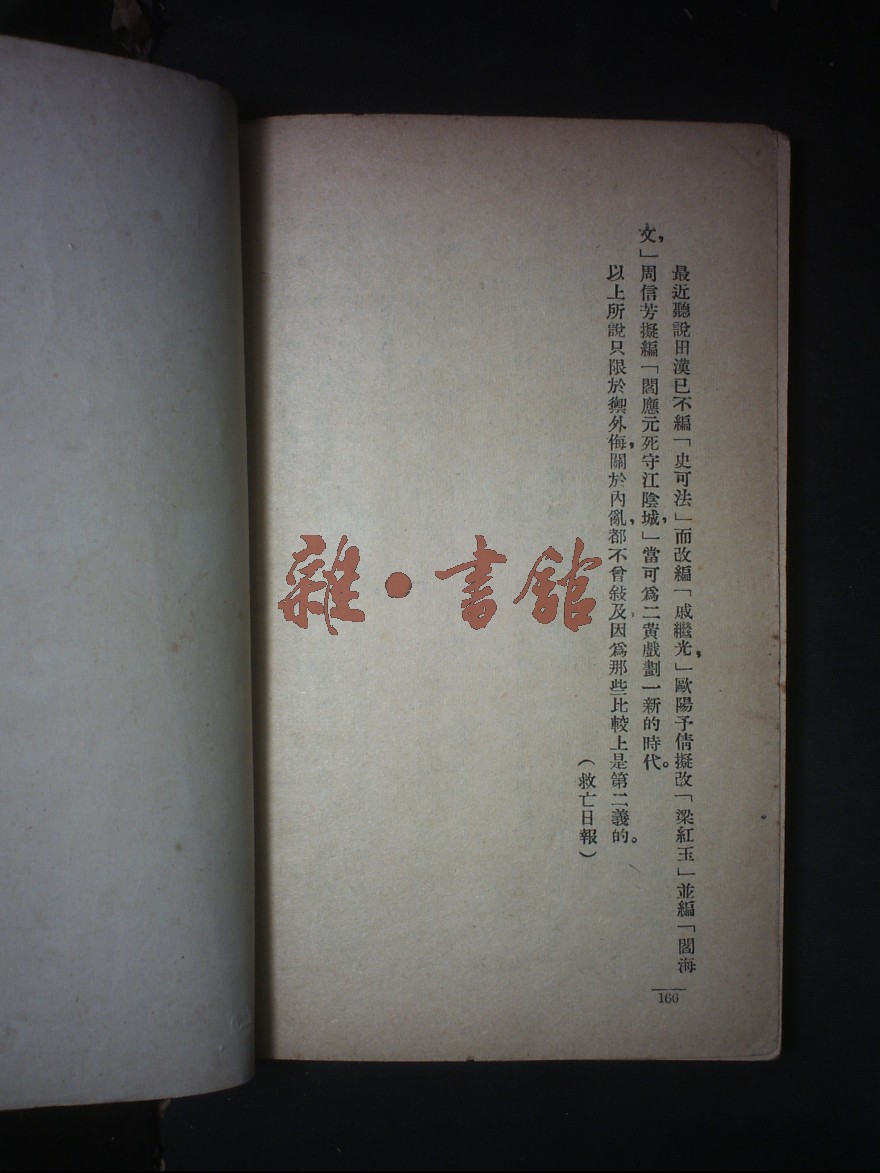 最近聽說田漢已不編「史可法」而改編「戚繼光，」歐陽予倩擬改「梁紅玉」並編「閻海
文，」周信芳擬編「閻應元死守江陰城，」當可爲二黃戲劃一新的時代。
以上所說只限於禦外侮，關於內亂，都不曾敍及，因爲那些比較上是第二義的。
（救亡日報）
166
雜·書館